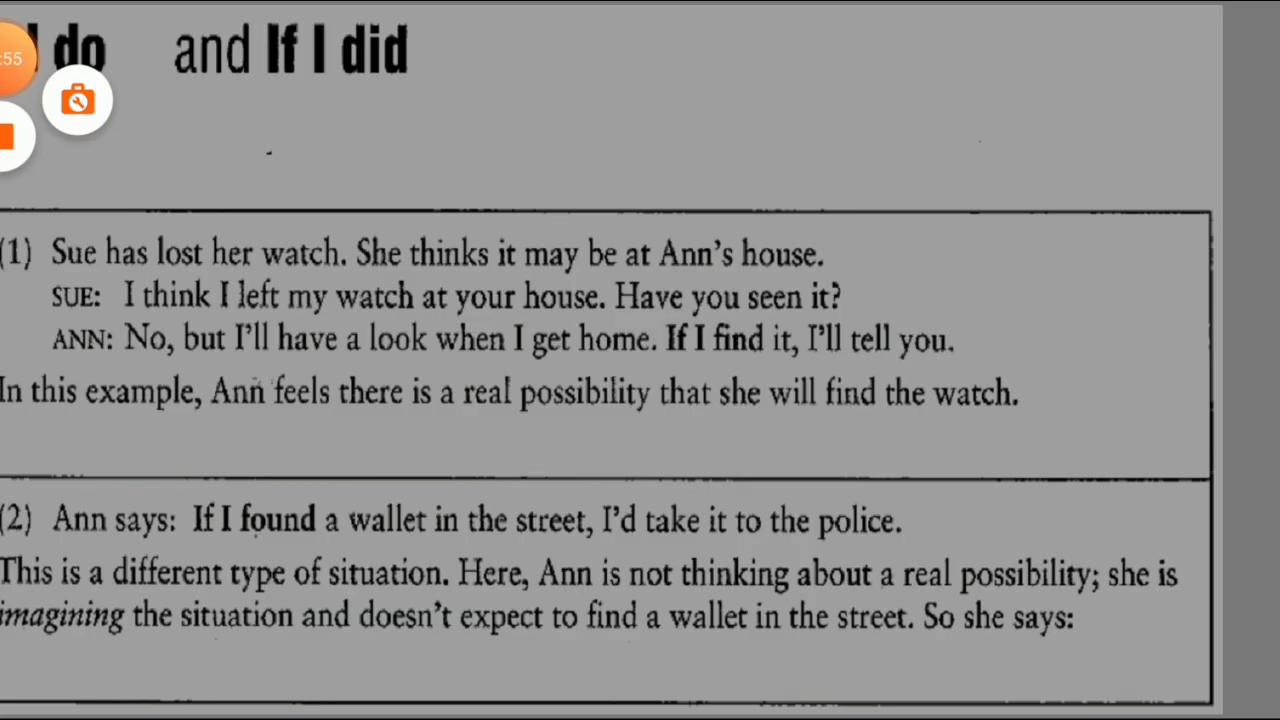 do and If I did
:55
(1) Sue has lost her watch. She thinks it may be at Ann's house.
SUE: I think I left my watch at your house. Have you seen it?
ANN: No, but I'll have a look when I get home. If I find it, I'll tell you.
In this example, Ann feels there is a real possibility that she will find the watch.
(2) Ann says: If I found a wallet in the street, I'd take it to the police.
This is a different type of situation. Here, Ann is not thinking about a real possibility; she is
imagining the situation and doesn't expect to find a wallet in the street. So she says: